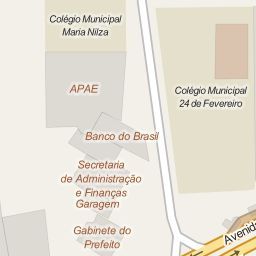 Colégio Municipal
Maria Nilza
APAE
Colégio Municipal
24 de Fevereiro
Banco do Brasil
Secretaria
de Administração
e Finanças
Garagem
Gabinete do
Prefeito
Avenida